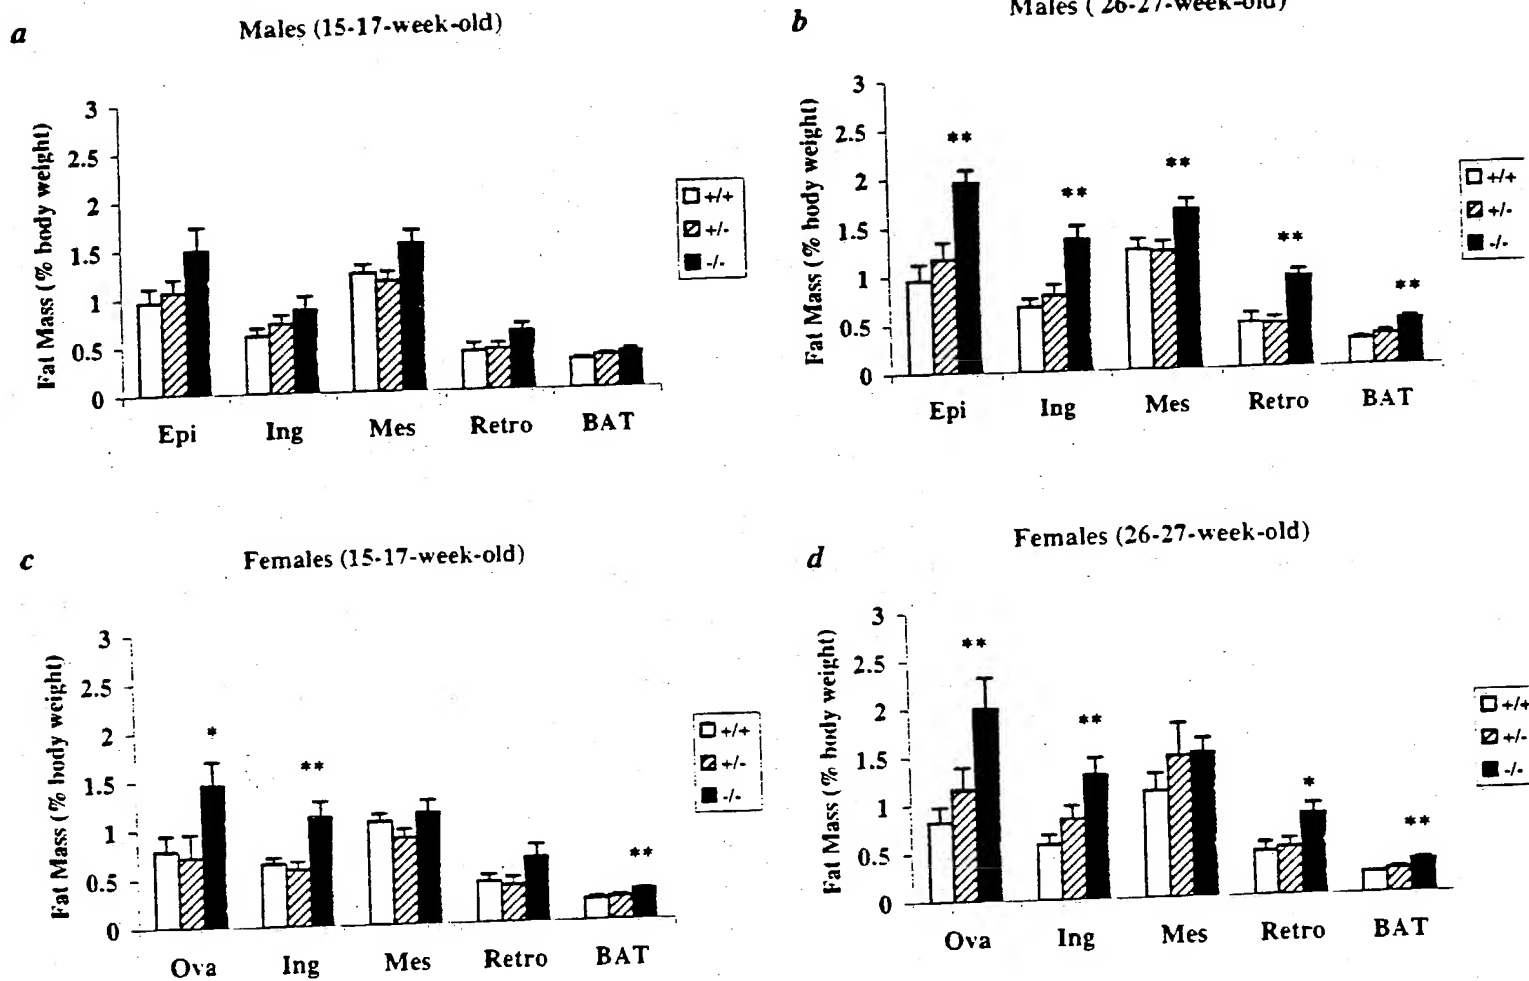 a
Males (15-17-week-old)
Fat Mass (% body weight)
3
2.5
2
1.5
1
0.5
0
Epi Ing Mes Retro BAT
+/+
+/-
-/-
b
Males (26-27-week-old)
Fat Mass (% body weight)
3
2.5
2
1.5
1
0.5
0
** ** ** ** **
Epi Ing Mes Retro BAT
+/+
+/-
-/-
c
Females (15-17-week-old)
Fat Mass (% body weight)
3
2.5
2
1.5
1
0.5
0
* ** **
Ova Ing Mes Retro BAT
+/+
+/-
-/-
d
Females (26-27-week-old)
Fat Mass (% body weight)
3
2.5
2
1.5
1
0.5
0
** ** * **
Ova Ing Mes Retro BAT
+/+
+/-
-/-